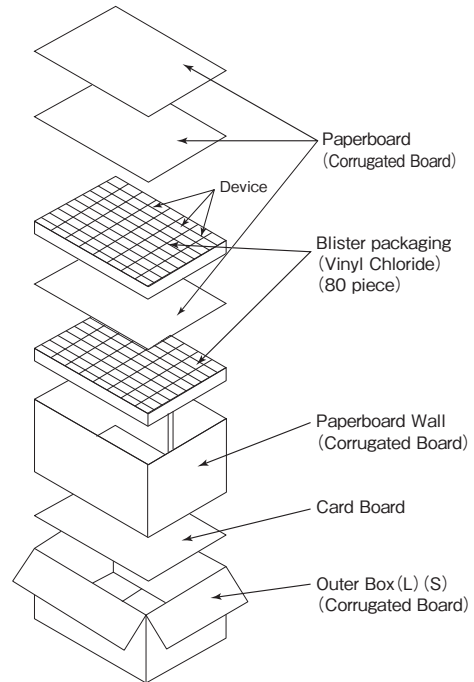 Paperboard
(Corrugated Board)
Device
Blister packaging
(Vinyl Chloride)
(80 piece)
Paperboard Wall
(Corrugated Board)
Card Board
Outer Box (L) (S)
(Corrugated Board)